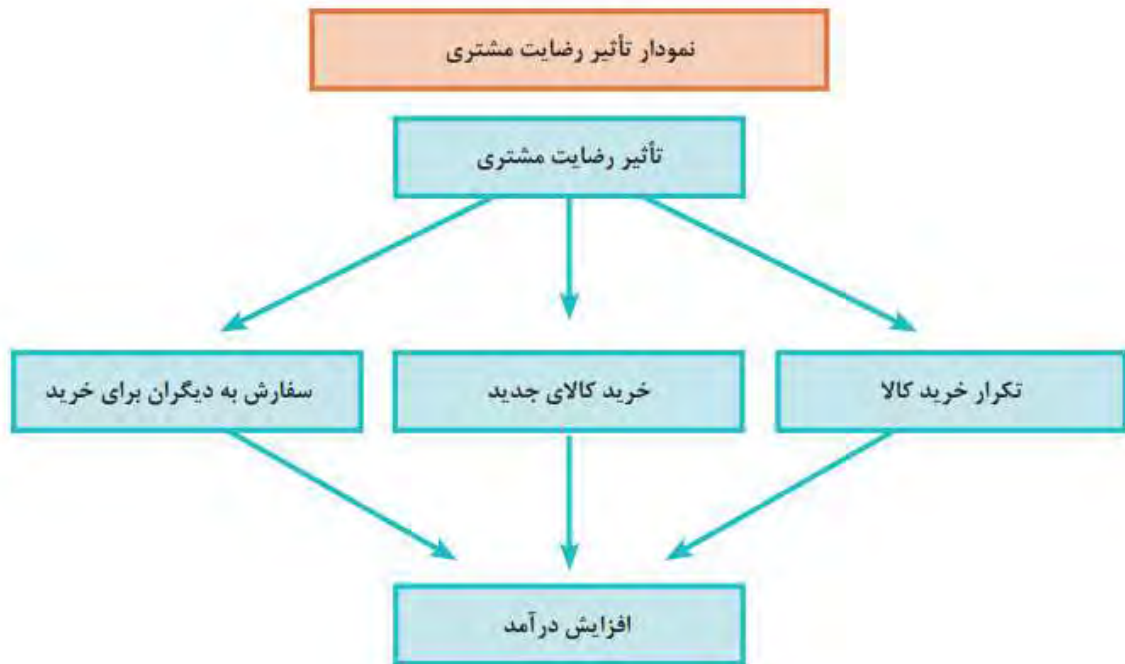 نمودار تأثیر رضایت مشتری
تأثیر رضایت مشتری
تکرار خرید کالا
خرید کالای جدید
سفارش به دیگران برای خرید
افزایش درآمد